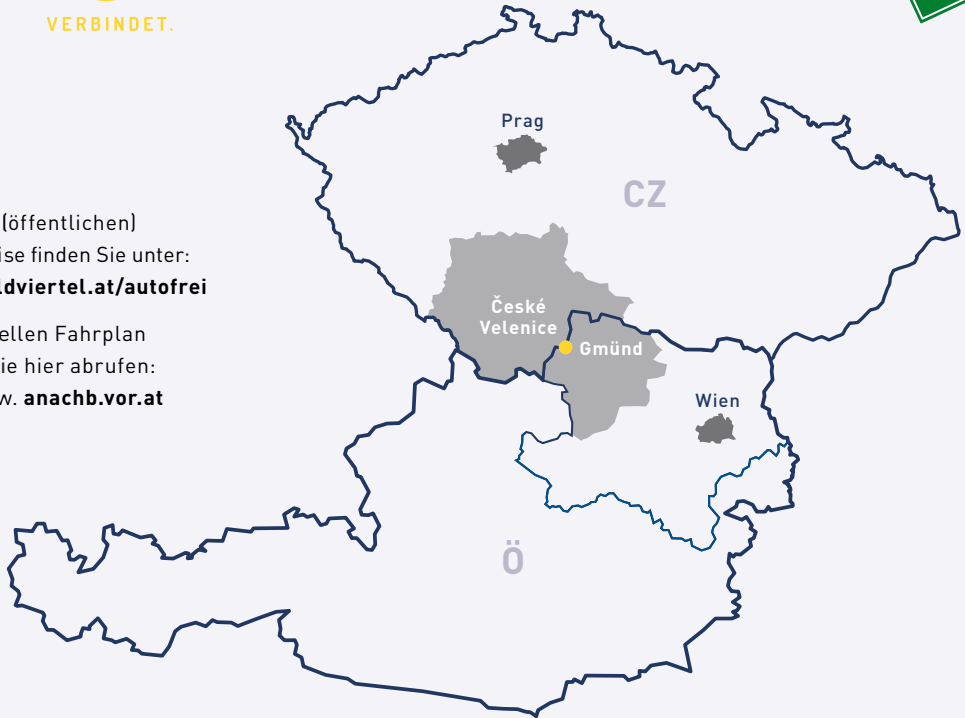 VERBINDET.
Prag
CZ
(öffentlichen)
ise finden Sie unter:
ldviertel.at/autofrei
ellen Fahrplan
ie hier abrufen:
w. anachb.vor.at
České
Velenice
Gmünd
Wien
Ö